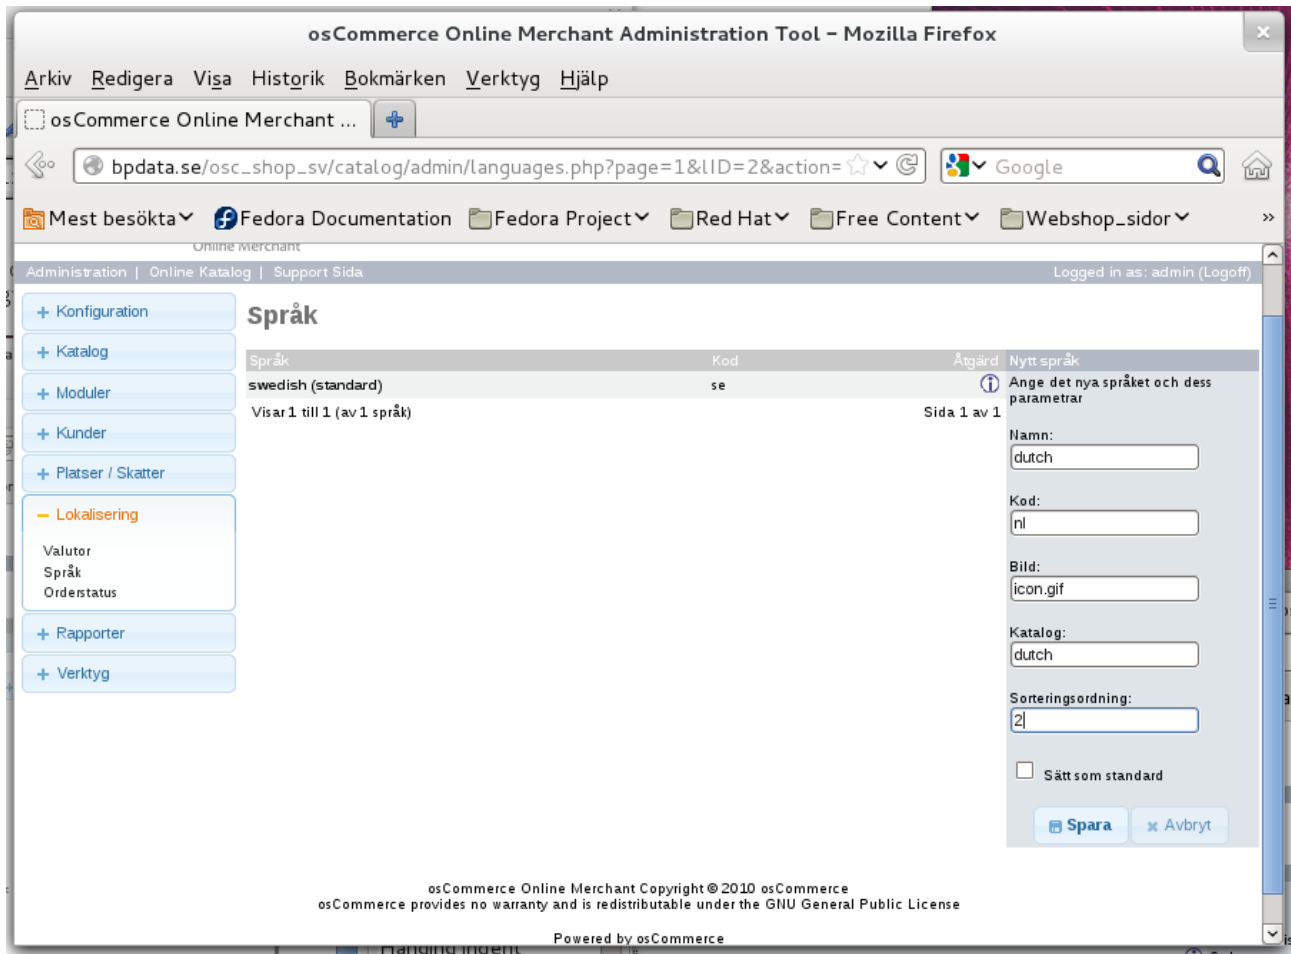 osCommerce Online Merchant Administration Tool – Mozilla Firefox
Arkiv Redigera Visa Historik Bokmärken Verktyg Hjälp
osCommerce Online Merchant ...
bpdata.se/osc_shop_sv/catalog/admin/languages.php?page=1&lID=2&action= Google
Mest besökta Fedora Documentation Fedora Project Red Hat Free Content Webshop_sidor »
Online Merchant
Administration | Online Katalog | Support Sida Logged in as: admin (Logoff)
Konfiguration
Katalog
Moduler
Kunder
Platser / Skatter
Lokalisering
Valutor
Språk
Orderstatus
Rapporter
Verktyg
Språk
Språk Kod Åtgärd
swedish (standard) se
Visar 1 till 1 (av 1 språk) Sida 1 av 1
Nytt språk
Ange det nya språket och dess
parametrar
Namn:
dutch
Kod:
nl
Bild:
icon.gif
Katalog:
dutch
Sorteringsordning:
2
Sätt som standard
Spara Avbryt
osCommerce Online Merchant Copyright © 2010 osCommerce
osCommerce provides no warranty and is redistributable under the GNU General Public License
Powered by osCommerce
Hanging indent